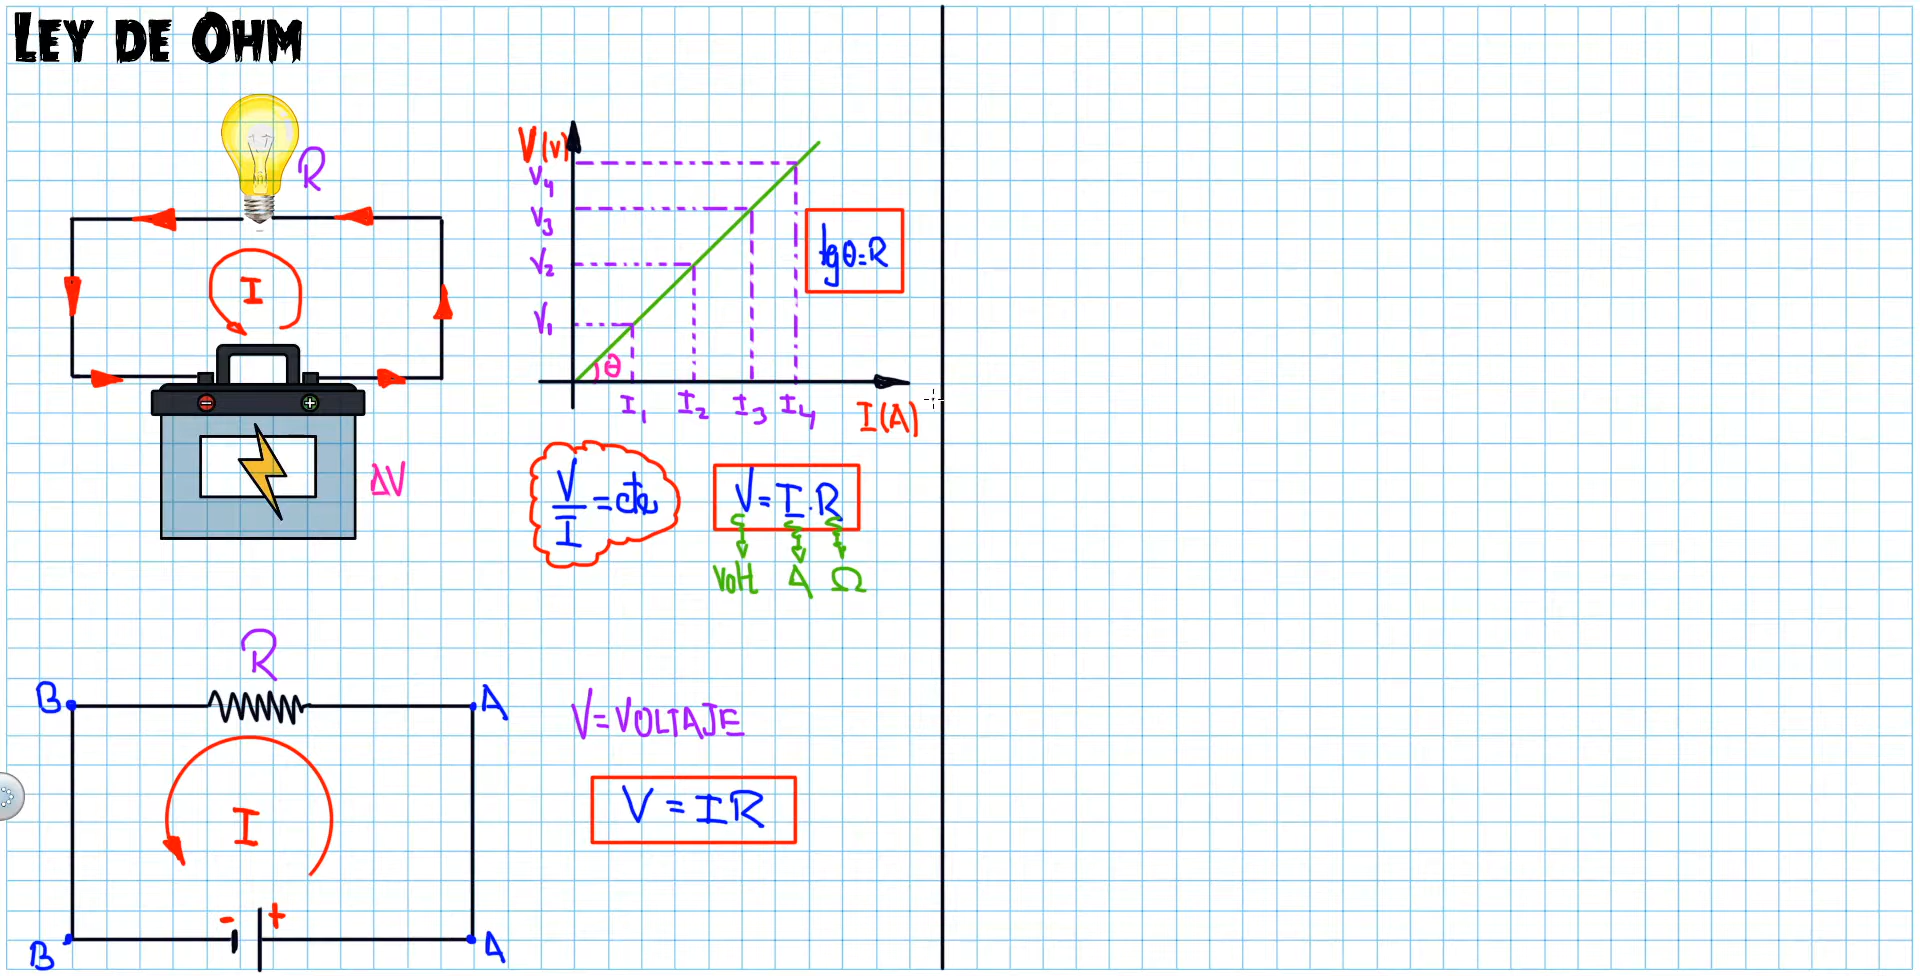 LEY DE OHM
R
I
- +
ΔV
V(v)
V4
V3
V2
V1
θ
I1 I2 I3 I4
I(A)
tgθ=R
V/I = cte
V=I.R
Volt A Ω
R
B A
I
- +
B A
V=VOLTAJE
V=IR